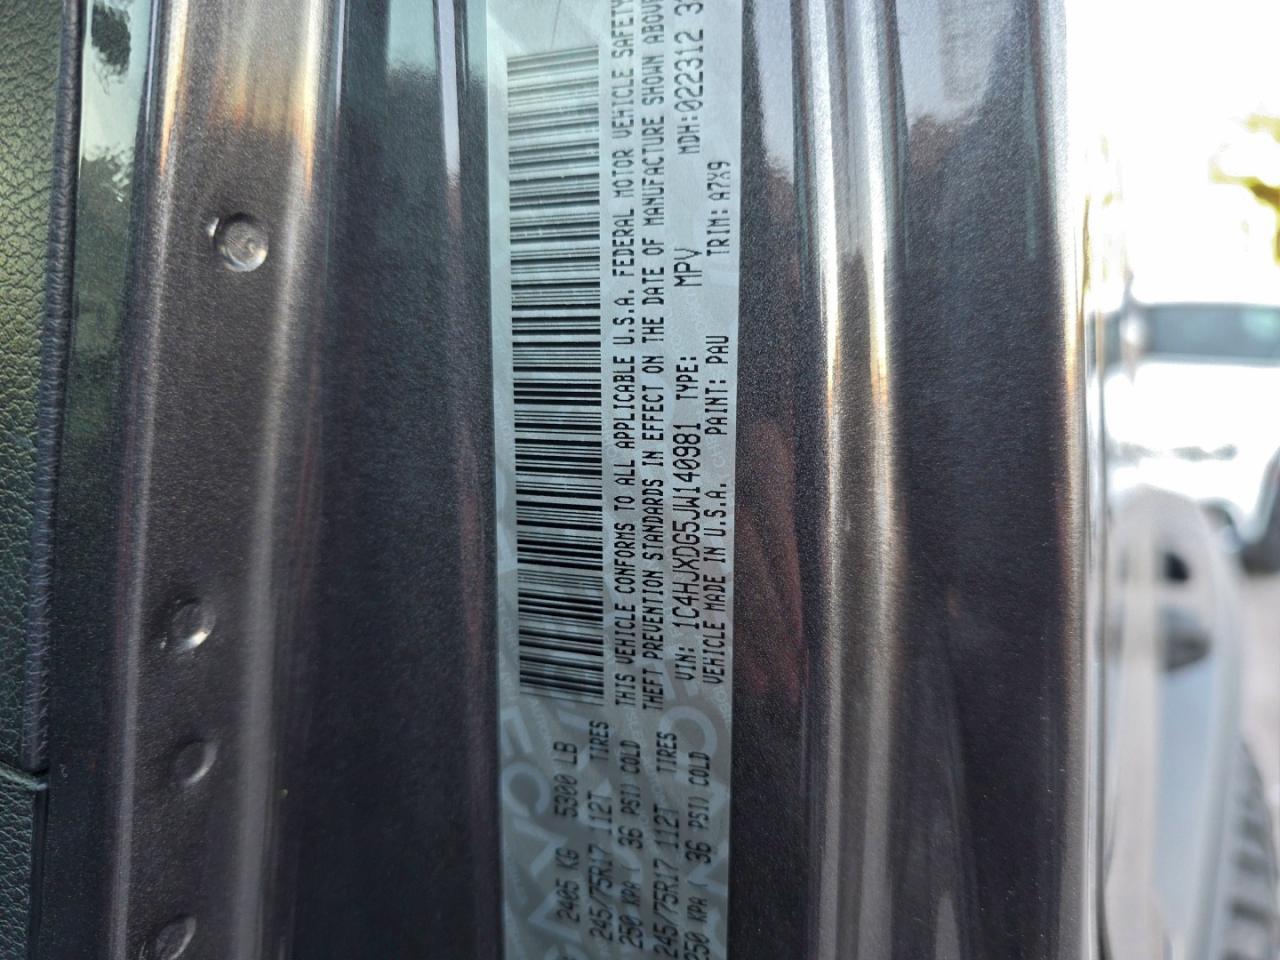 2405 KG 5300 LB
245/75R17 112T TIRES
250 KPA ( 36 PSI) COLD
245/75R17 112T TIRES
250 KPA ( 36 PSI) COLD
THIS VEHICLE CONFORMS TO ALL APPLICABLE U.S.A. FEDERAL MOTOR VEHICLE SAFETY
THEFT PREVENTION STANDARDS IN EFFECT ON THE DATE OF MANUFACTURE SHOWN ABOVE
VIN: 1C4HJXDG5JW140981 TYPE: MPV MDH:022312 3
VEHICLE MADE IN U.S.A. PAINT: PAU TRIM: A7X9